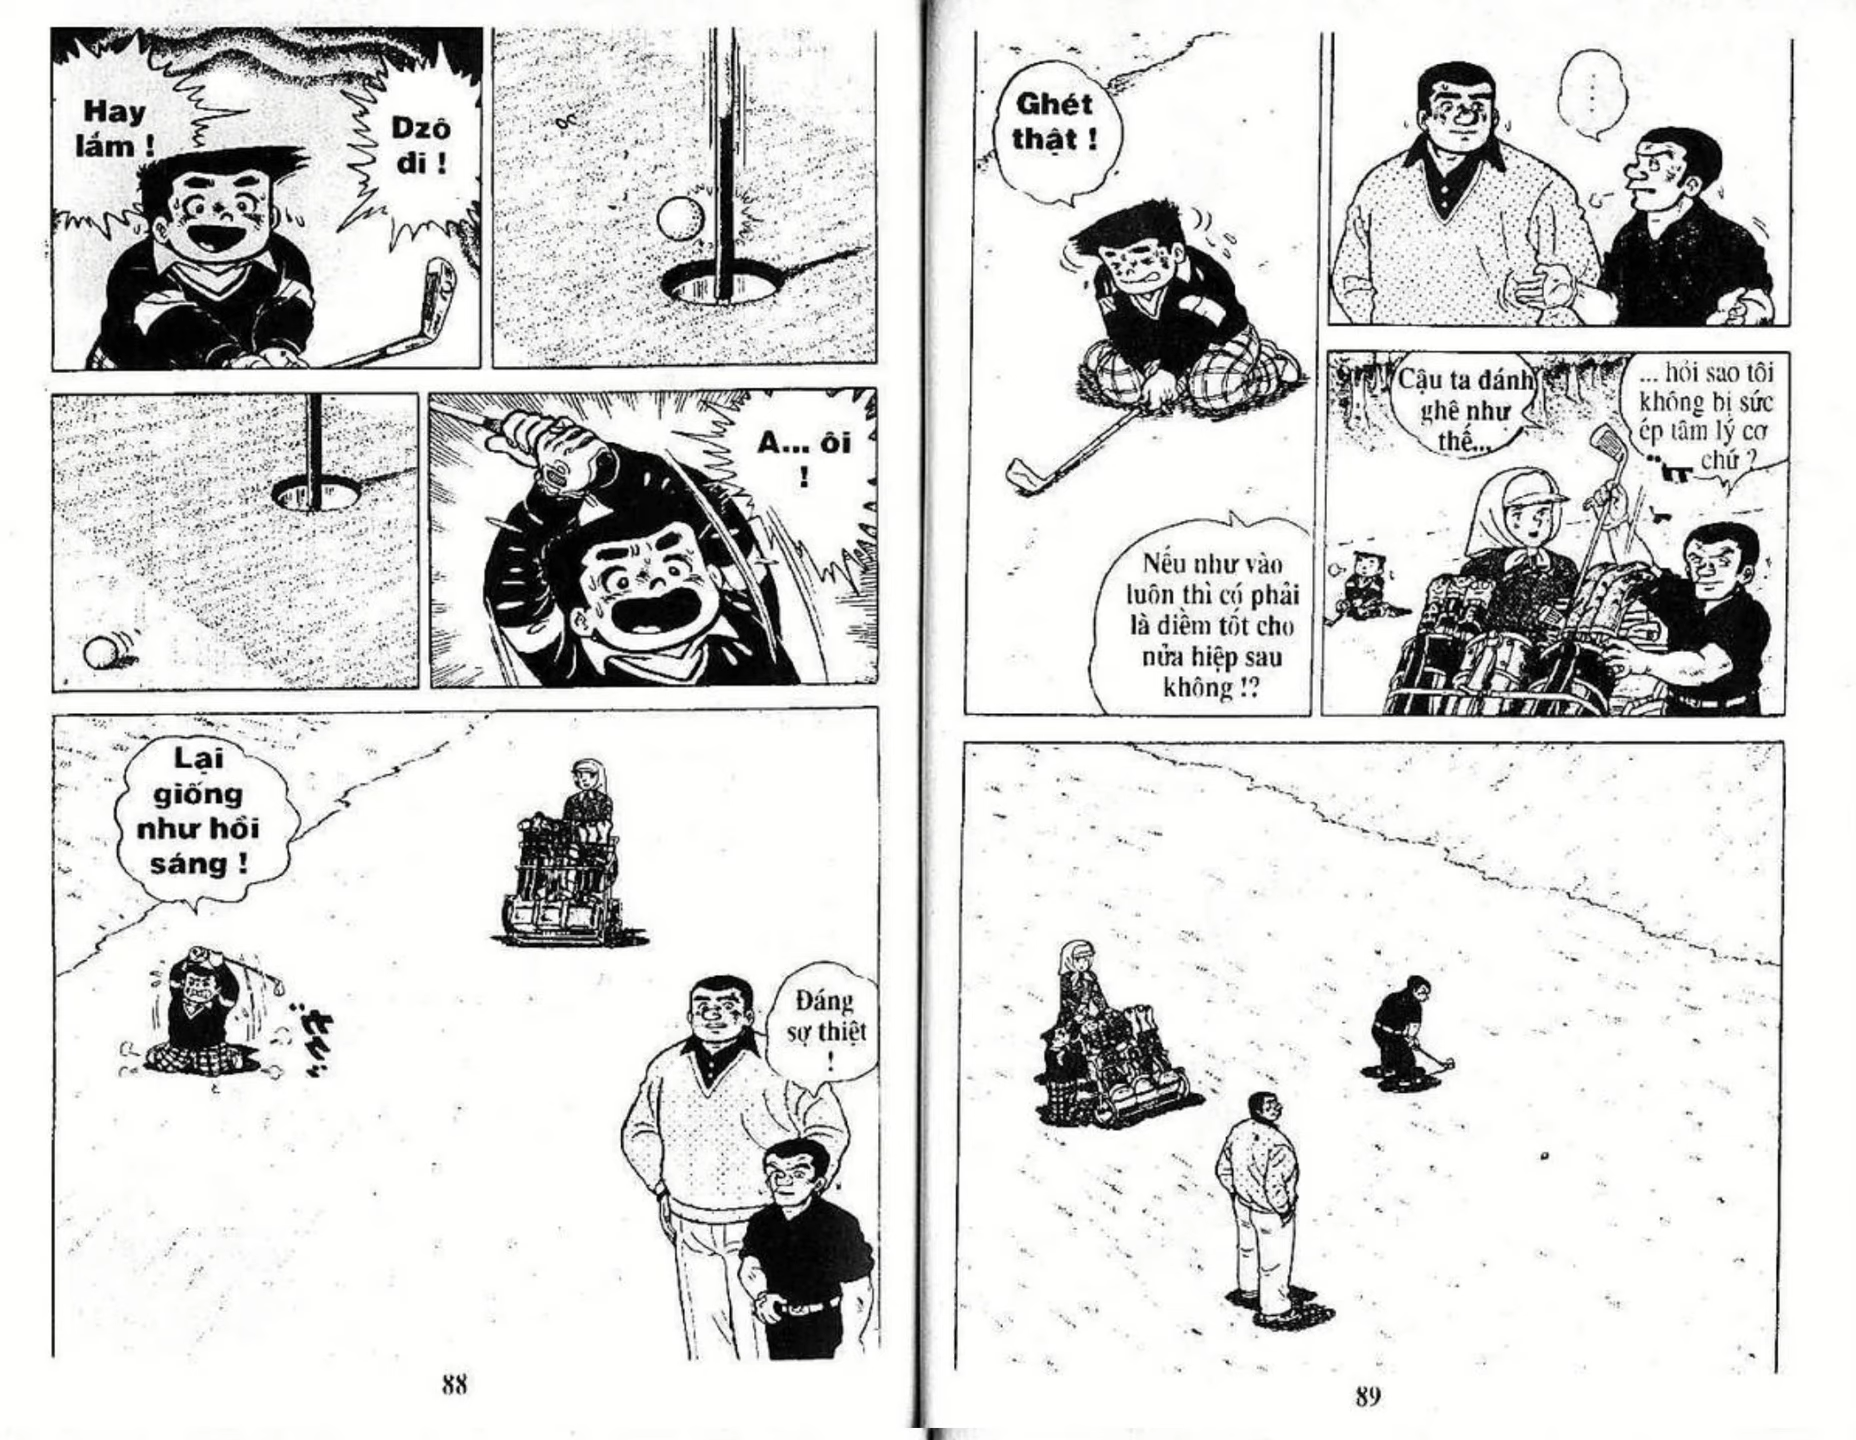 Hay
lắm !
Dzô
đi !
A... ôi
!
Lại
giống
như hồi
sáng !
Đáng
sợ thiệt
!
88
Ghét
thật !
Nếu như vào
luôn thì có phải
là điềm tốt cho
nửa hiệp sau
không !?
......
Cậu ta đánh
ghê như
thế...
... hỏi sao tôi
không bị sức
ép tâm lý cơ
chứ ?
89